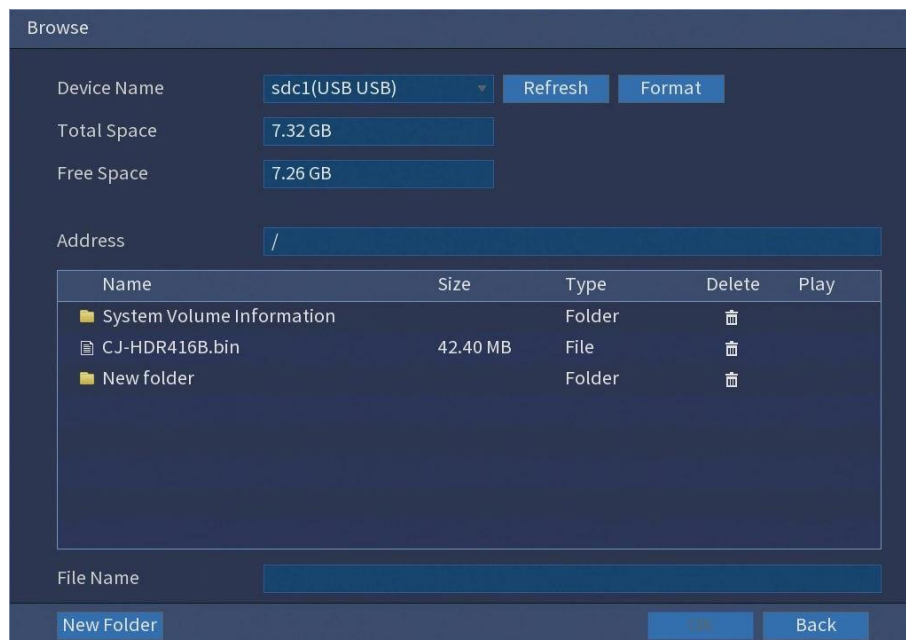 Browse
Device Name sdc1(USB USB) Refresh Format
Total Space 7.32 GB
Free Space 7.26 GB
Address /
Name Size Type Delete Play
System Volume Information Folder
CJ-HDR416B.bin 42.40 MB File
New folder Folder
File Name
New Folder Back